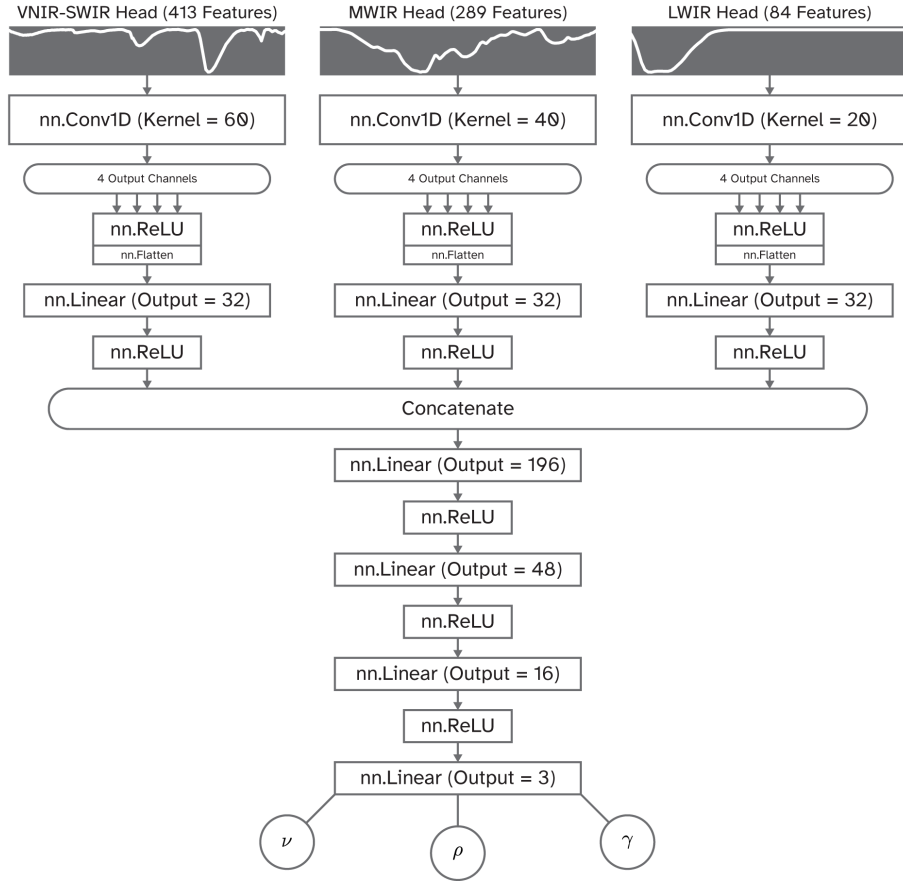 VNIR-SWIR Head (413 Features) MWIR Head (289 Features) LWIR Head (84 Features)
nn.Conv1D (Kernel = 60) nn.Conv1D (Kernel = 40) nn.Conv1D (Kernel = 20)
4 Output Channels 4 Output Channels 4 Output Channels
nn.ReLU nn.ReLU nn.ReLU
nn.Flatten nn.Flatten nn.Flatten
nn.Linear (Output = 32) nn.Linear (Output = 32) nn.Linear (Output = 32)
nn.ReLU nn.ReLU nn.ReLU
Concatenate
nn.Linear (Output = 196)
nn.ReLU
nn.Linear (Output = 48)
nn.ReLU
nn.Linear (Output = 16)
nn.ReLU
nn.Linear (Output = 3)
ν ρ γ